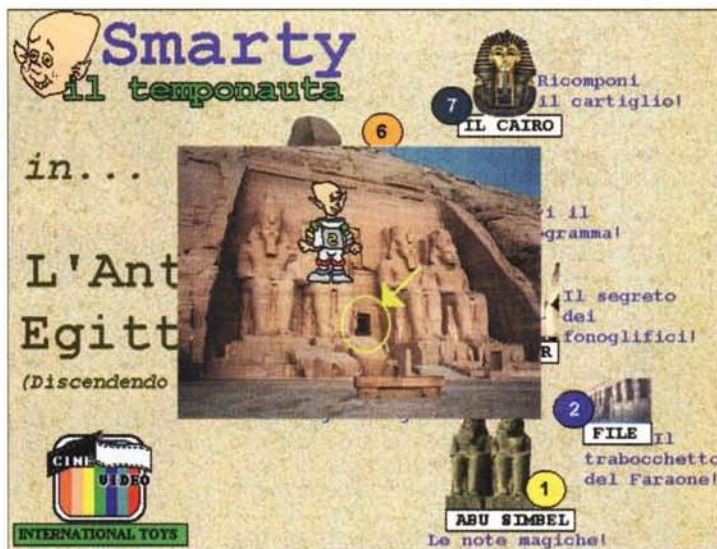 Smarty
il temponauta
in...
L'Ant
Egitt
(Discendendo
7
Ricomponi
il cartiglio!
IL CAIRO
6
il
gramma!
Il segreto
dei
fonoglifici!
R
2
FILE
Il
trabocchetto
del Faraone!
1
ABU SIMBEL
Le note magiche!
CINE
VIDEO
INTERNATIONAL TOYS